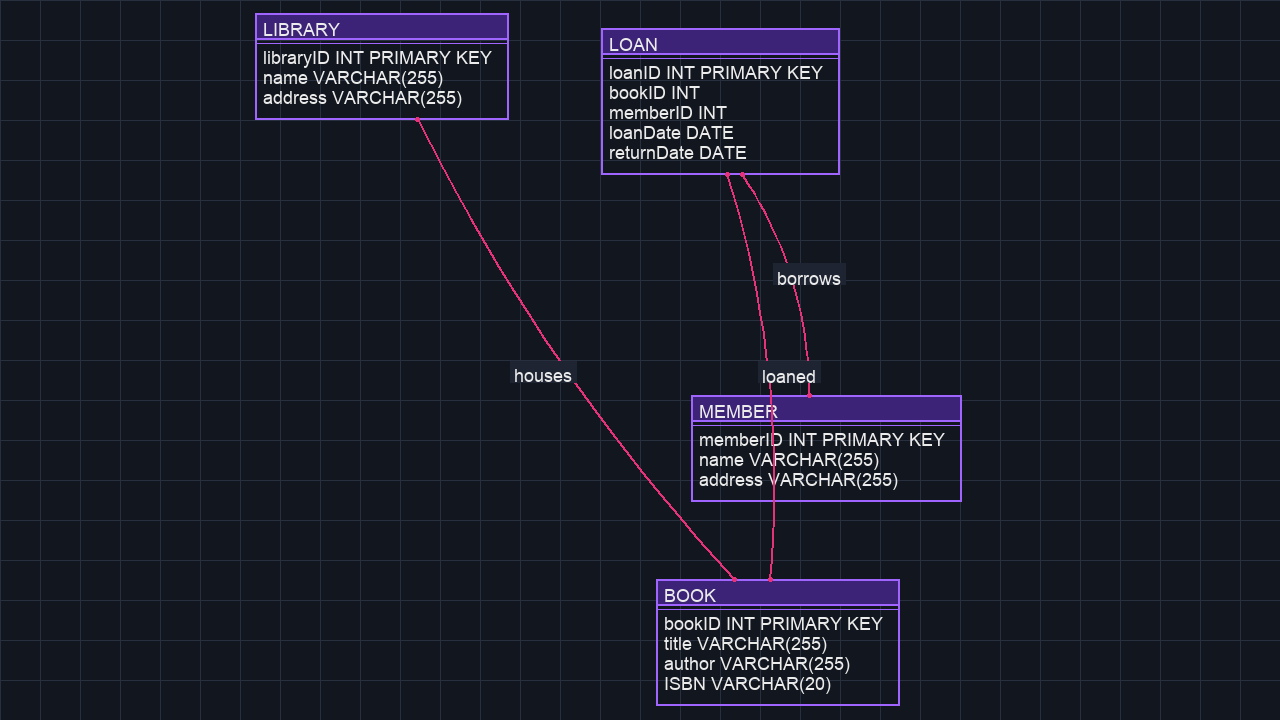 LIBRARY
libraryID INT PRIMARY KEY
name VARCHAR(255)
address VARCHAR(255)
LOAN
loanID INT PRIMARY KEY
bookID INT
memberID INT
loanDate DATE
returnDate DATE
borrows
houses
loaned
MEMBER
memberID INT PRIMARY KEY
name VARCHAR(255)
address VARCHAR(255)
BOOK
bookID INT PRIMARY KEY
title VARCHAR(255)
author VARCHAR(255)
ISBN VARCHAR(20)